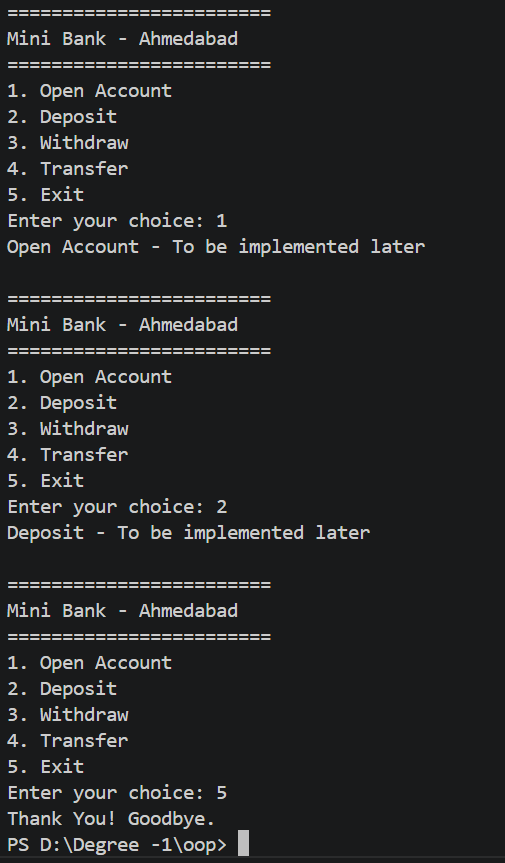 ========================
Mini Bank - Ahmedabad
========================
1. Open Account
2. Deposit
3. Withdraw
4. Transfer
5. Exit
Enter your choice: 1
Open Account - To be implemented later

========================
Mini Bank - Ahmedabad
========================
1. Open Account
2. Deposit
3. Withdraw
4. Transfer
5. Exit
Enter your choice: 2
Deposit - To be implemented later

========================
Mini Bank - Ahmedabad
========================
1. Open Account
2. Deposit
3. Withdraw
4. Transfer
5. Exit
Enter your choice: 5
Thank You! Goodbye.
PS D:\Degree -1\oop>